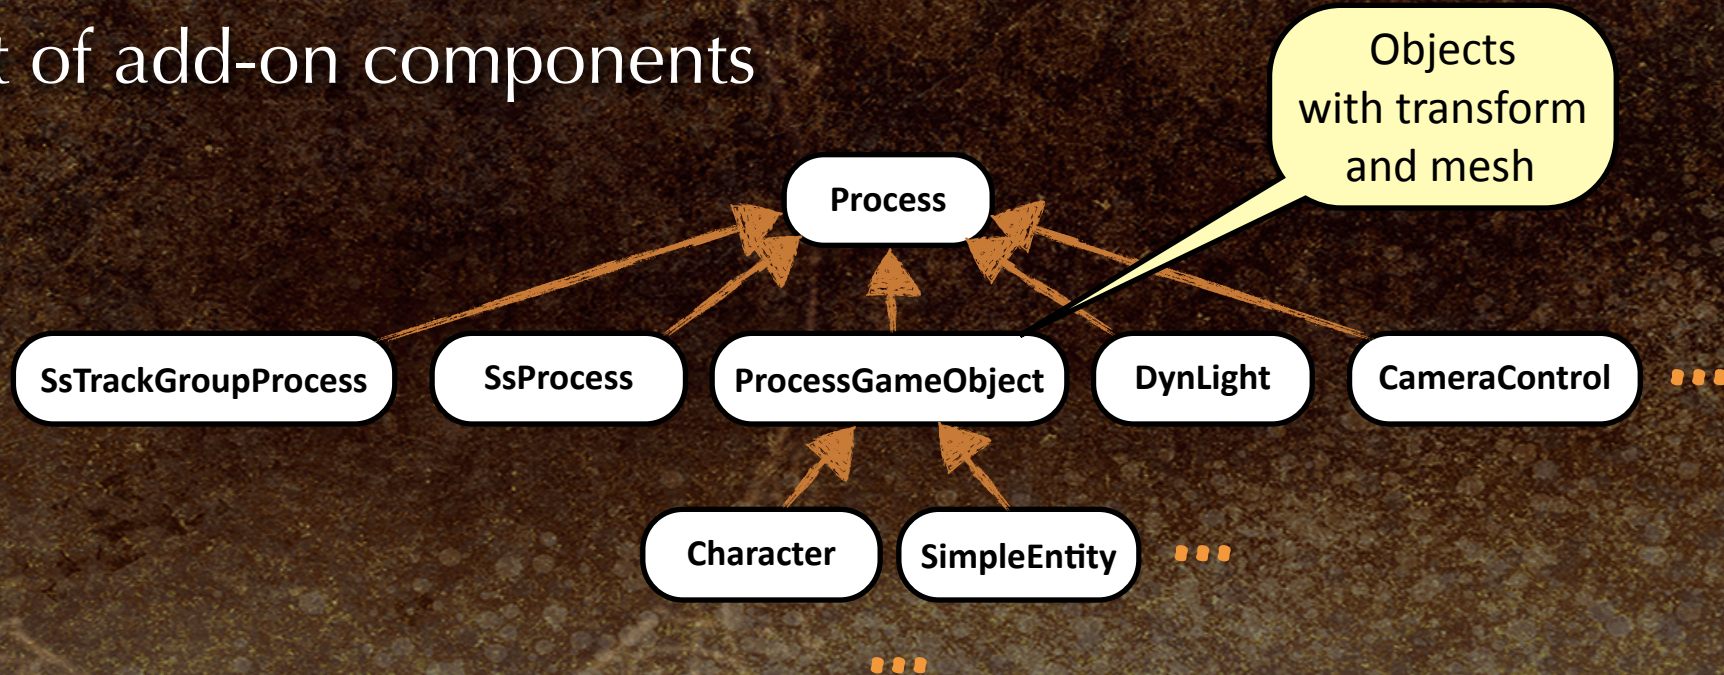 of add-on components
Objects
with transform
and mesh
Process
SsTrackGroupProcess
SsProcess
ProcessGameObject
DynLight
CameraControl
...
Character
SimpleEntity
...
...